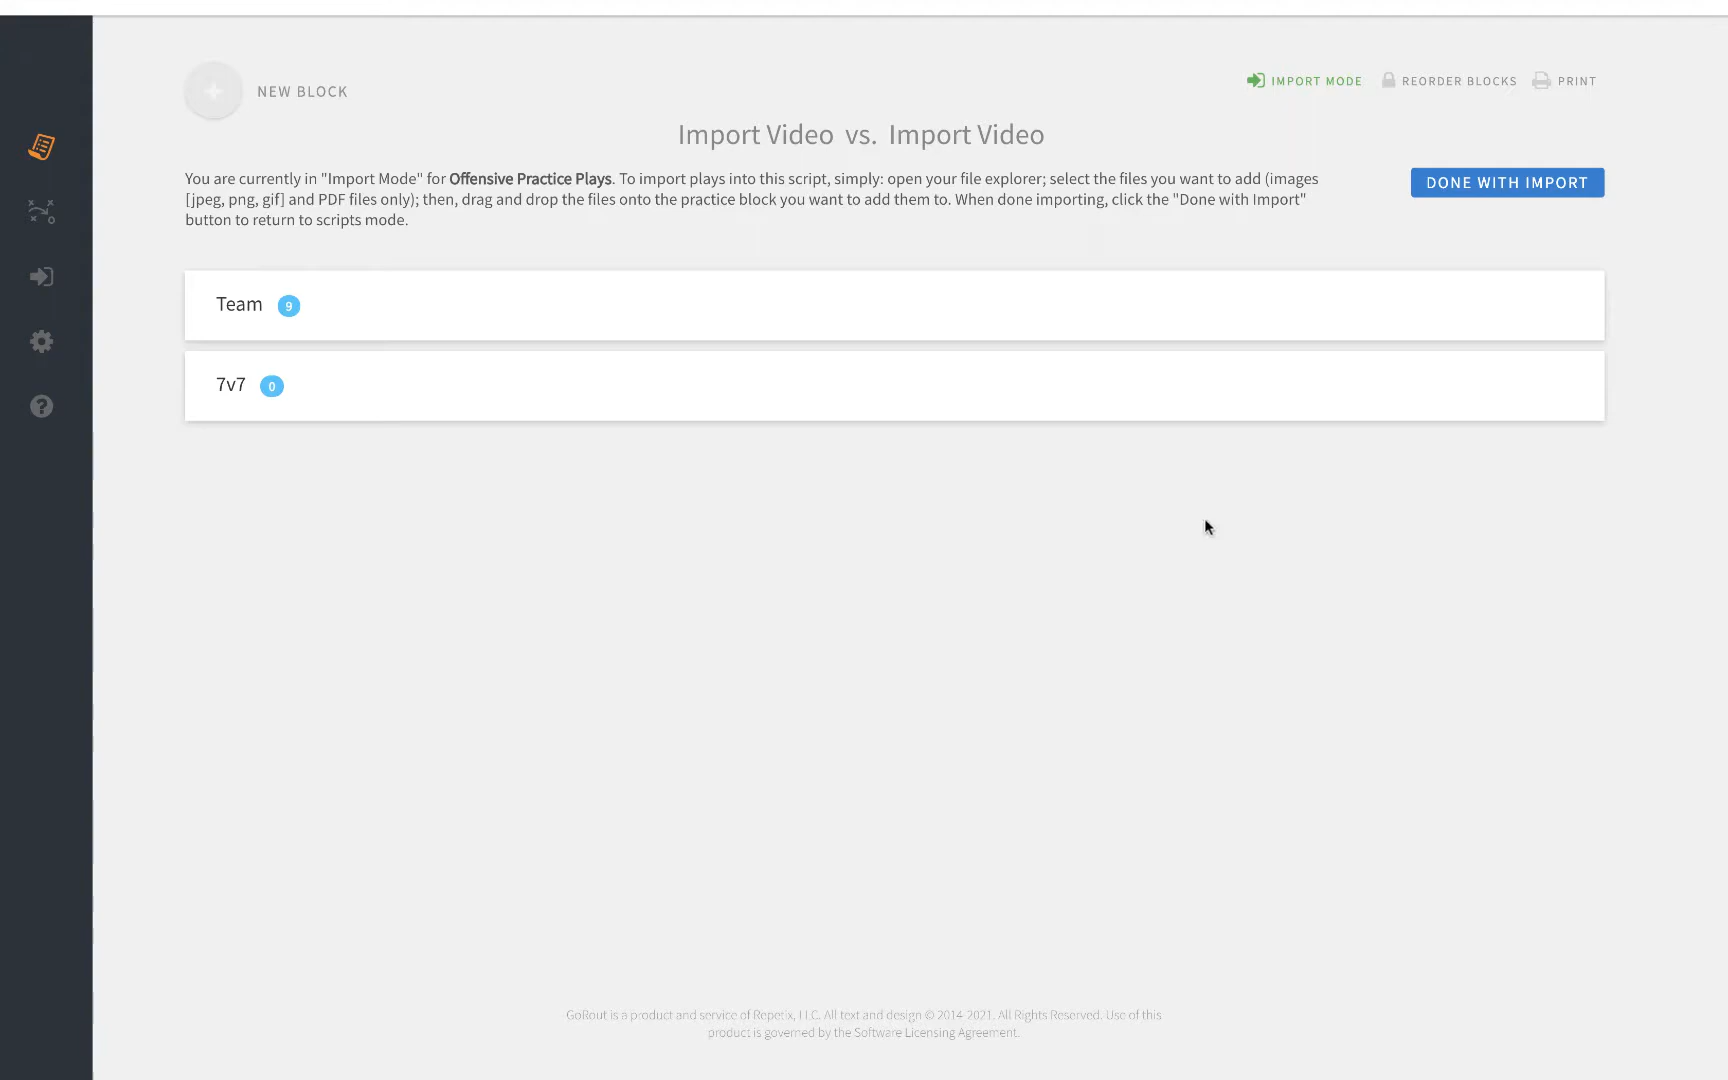 NEW BLOCK
IMPORT MODE
REORDER BLOCKS
PRINT
Import Video vs. Import Video
You are currently in "Import Mode" for Offensive Practice Plays. To import plays into this script, simply: open your file explorer; select the files you want to add (images
[jpeg, png, gif] and PDF files only); then, drag and drop the files onto the practice block you want to add them to. When done importing, click the "Done with Import"
button to return to scripts mode.
DONE WITH IMPORT
Team 9
7v7 0
GoRout is a product and service of Repetix, LLC. All text and design © 2014-2021. All Rights Reserved. Use of this
product is governed by the Software Licensing Agreement.